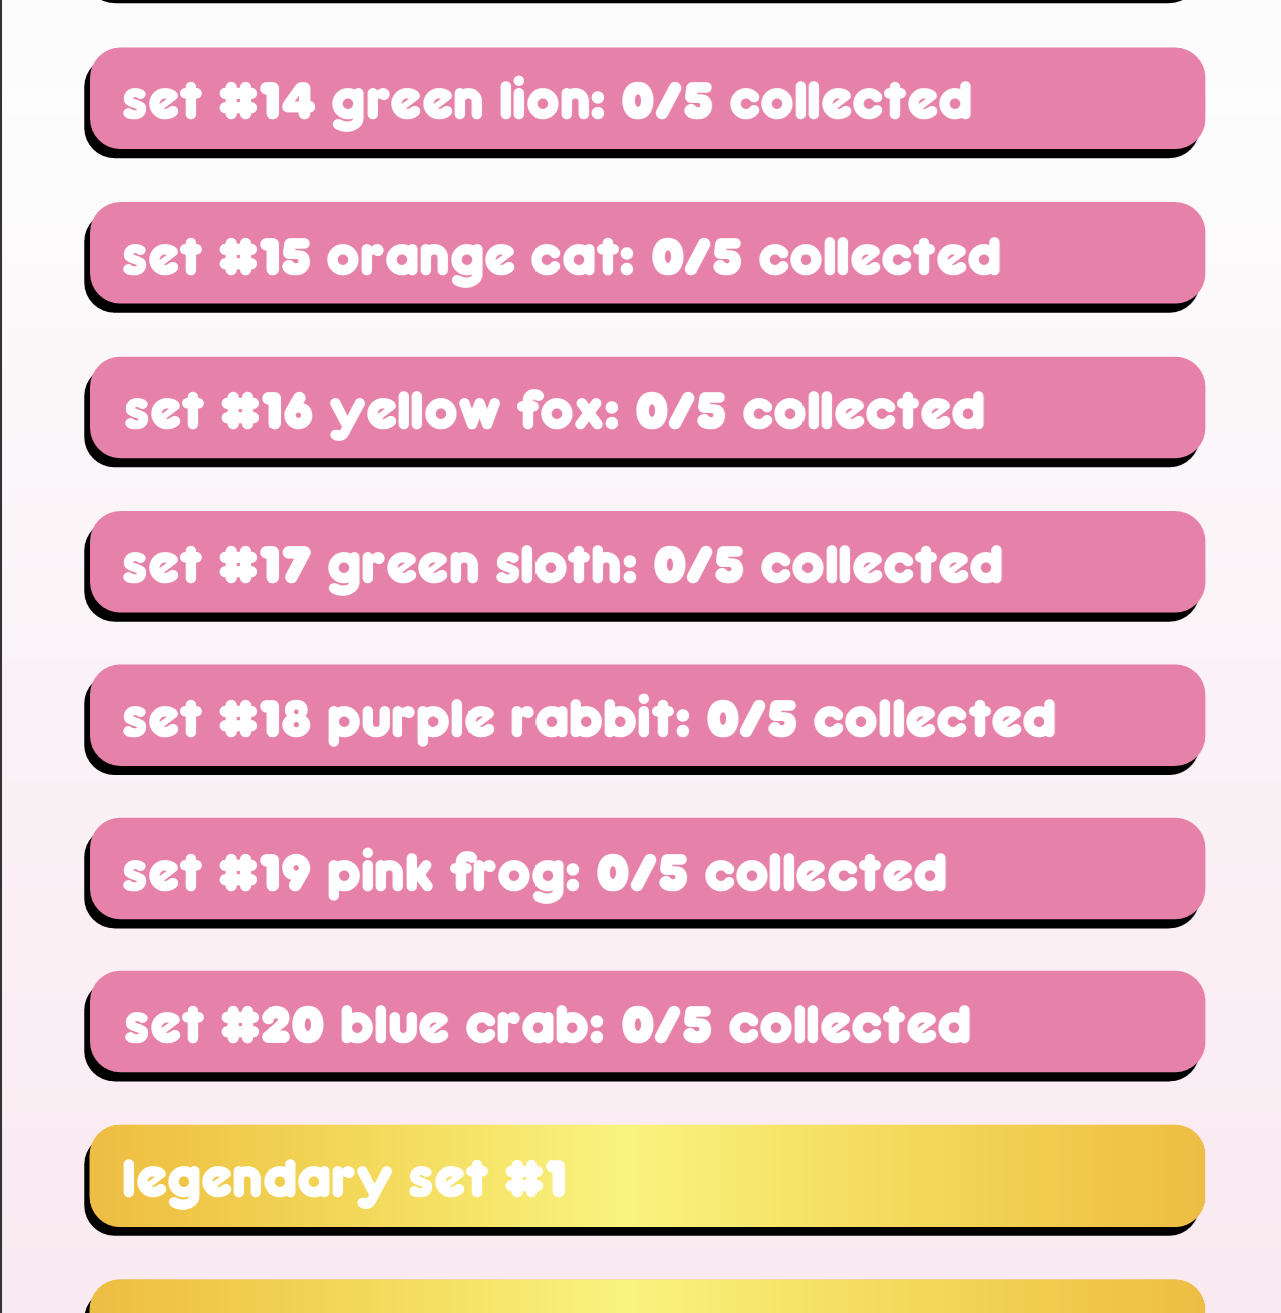 set #14 green lion: 0/5 collected
set #15 orange cat: 0/5 collected
set #16 yellow fox: 0/5 collected
set #17 green sloth: 0/5 collected
set #18 purple rabbit: 0/5 collected
set #19 pink frog: 0/5 collected
set #20 blue crab: 0/5 collected
legendary set #1